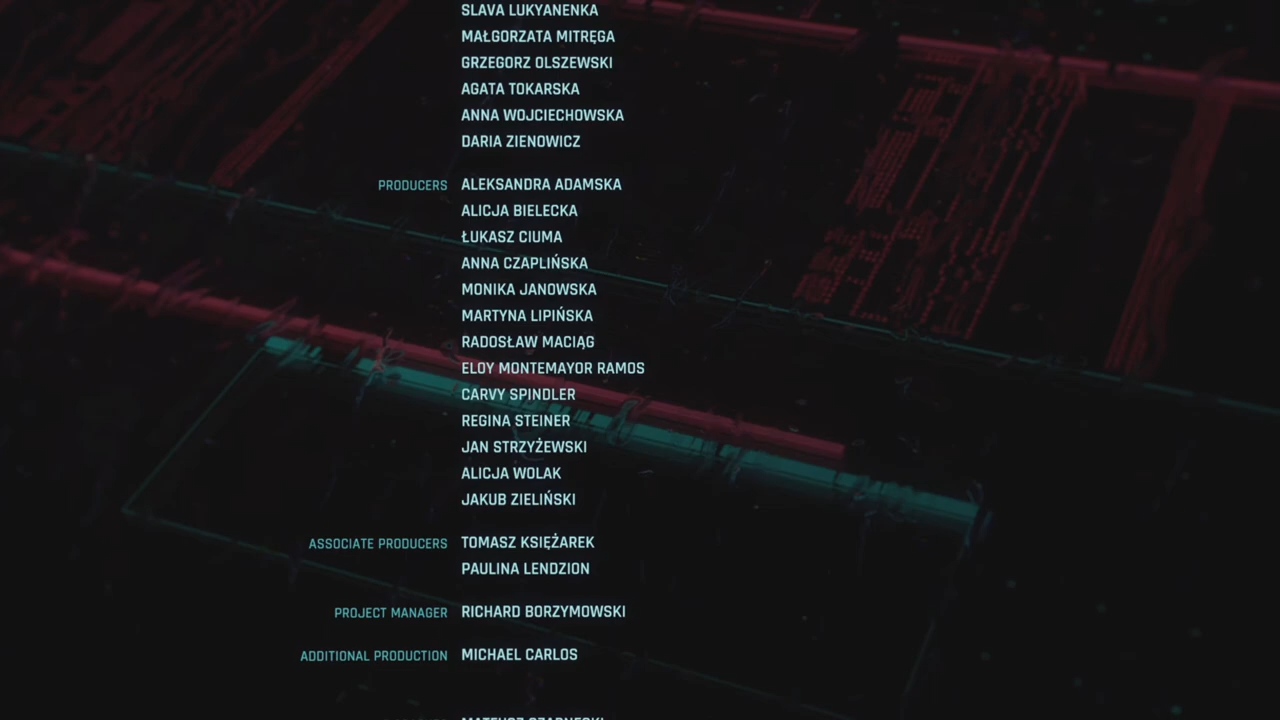 SLAVA LUKYANENKA
MAŁGORZATA MITRĘGA
GRZEGORZ OLSZEWSKI
AGATA TOKARSKA
ANNA WOJCIECHOWSKA
DARIA ZIENOWICZ
PRODUCERS ALEKSANDRA ADAMSKA
ALICJA BIELECKA
ŁUKASZ CIUMA
ANNA CZAPLIŃSKA
MONIKA JANOWSKA
MARTYNA LIPIŃSKA
RADOSŁAW MACIĄG
ELOY MONTEMAYOR RAMOS
CARVY SPINDLER
REGINA STEINER
JAN STRZYŻEWSKI
ALICJA WOLAK
JAKUB ZIELIŃSKI
ASSOCIATE PRODUCERS TOMASZ KSIĘŻAREK
PAULINA LENDZION
PROJECT MANAGER RICHARD BORZYMOWSKI
ADDITIONAL PRODUCTION MICHAEL CARLOS